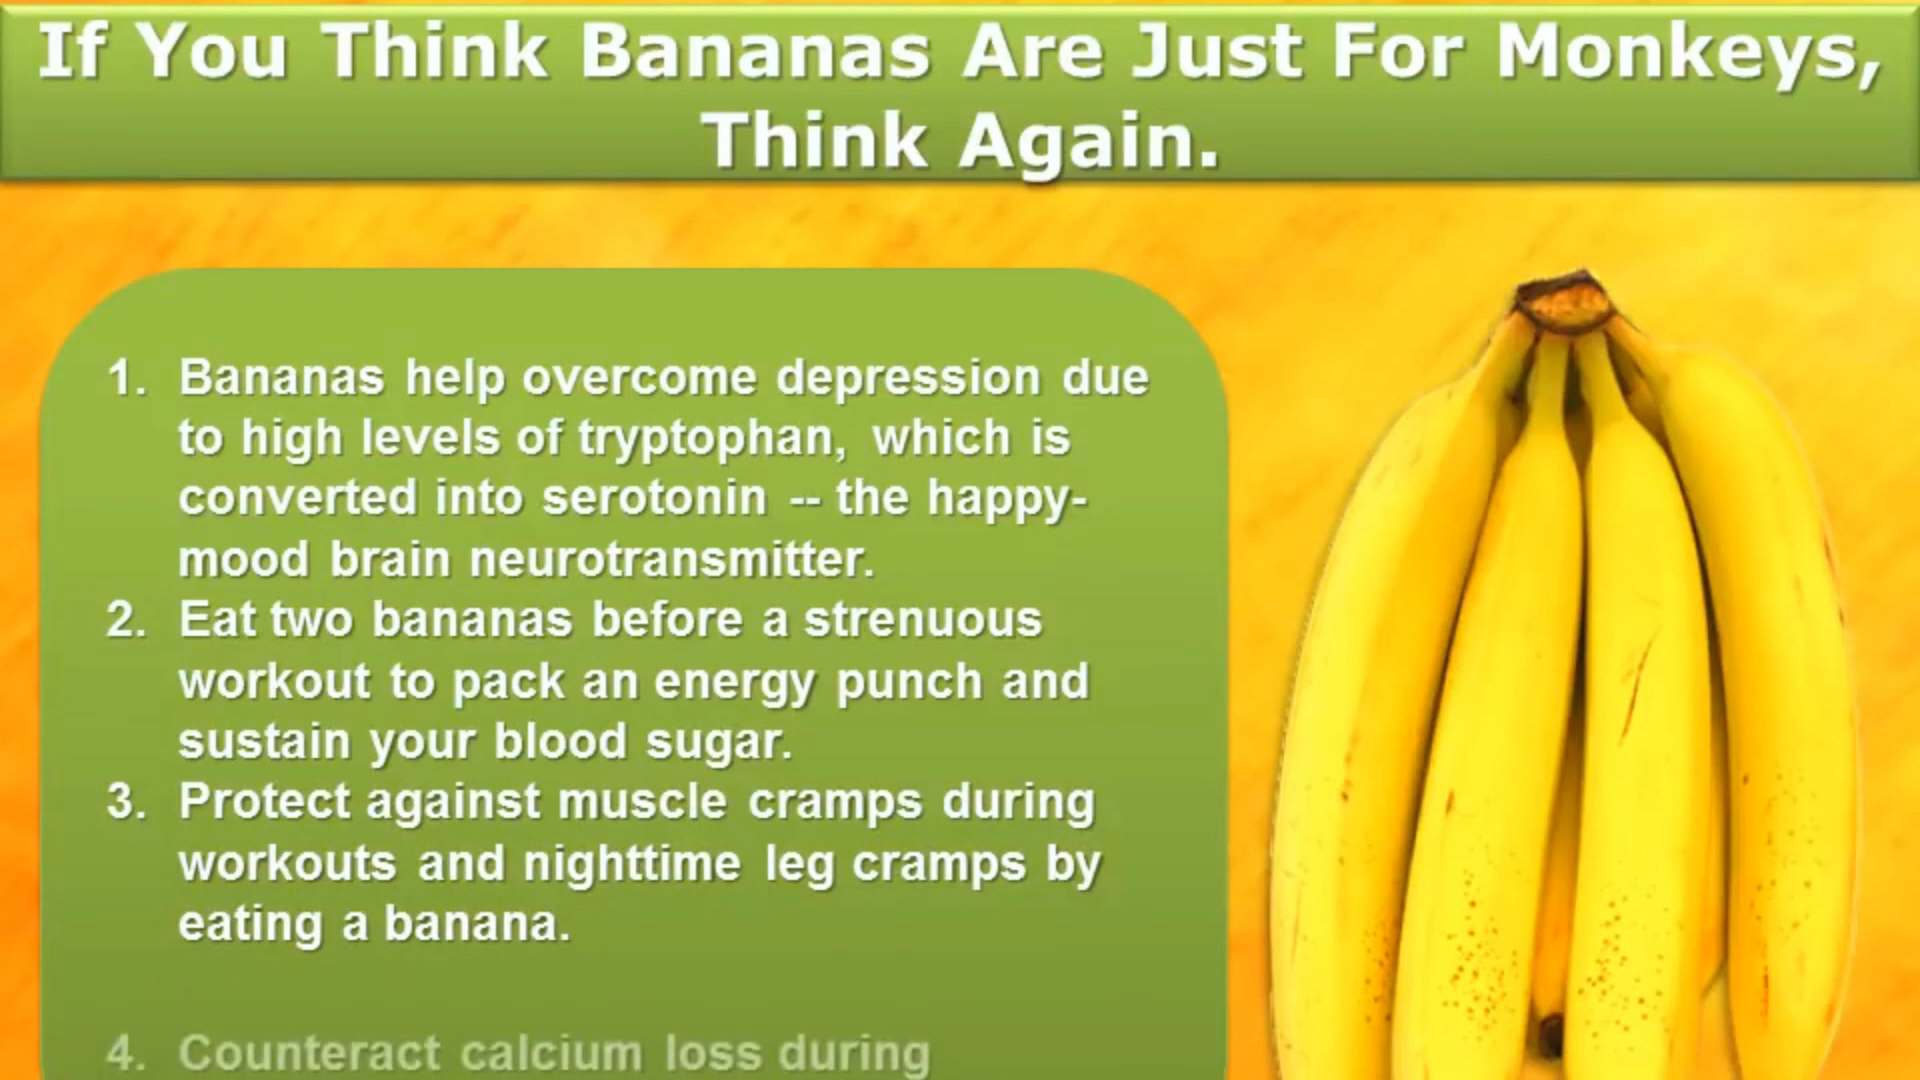 If You Think Bananas Are Just For Monkeys,
Think Again.
1. Bananas help overcome depression due
to high levels of tryptophan, which is
converted into serotonin -- the happy-
mood brain neurotransmitter.
2. Eat two bananas before a strenuous
workout to pack an energy punch and
sustain your blood sugar.
3. Protect against muscle cramps during
workouts and nighttime leg cramps by
eating a banana.
4. Counteract calcium loss during